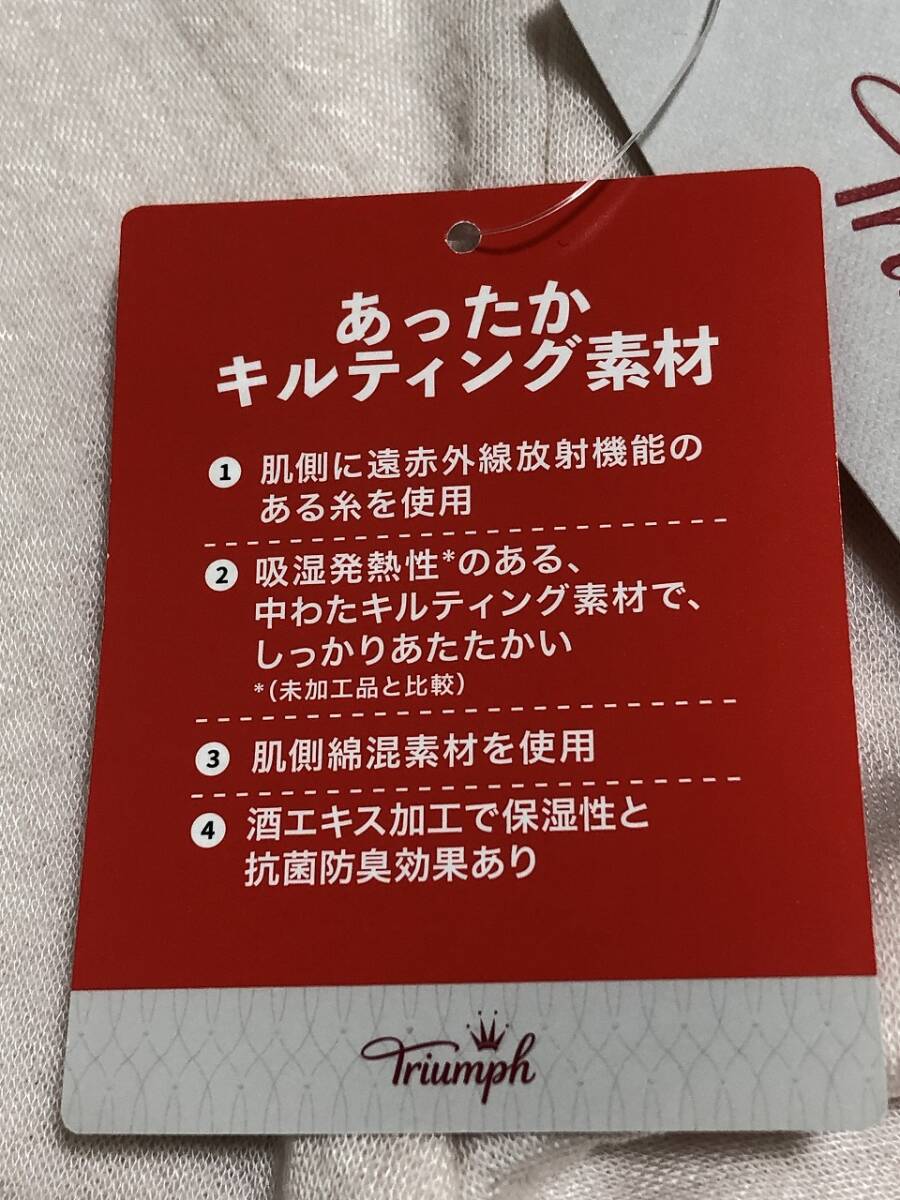 あったか
キルティング素材
1 肌側に遠赤外線放射機能の
ある糸を使用
2 吸湿発熱性*のある、
中わたキルティング素材で、
しっかりあたたかい
*(未加工品と比較)
3 肌側綿混素材を使用
4 酒エキス加工で保湿性と
抗菌防臭効果あり
Triumph